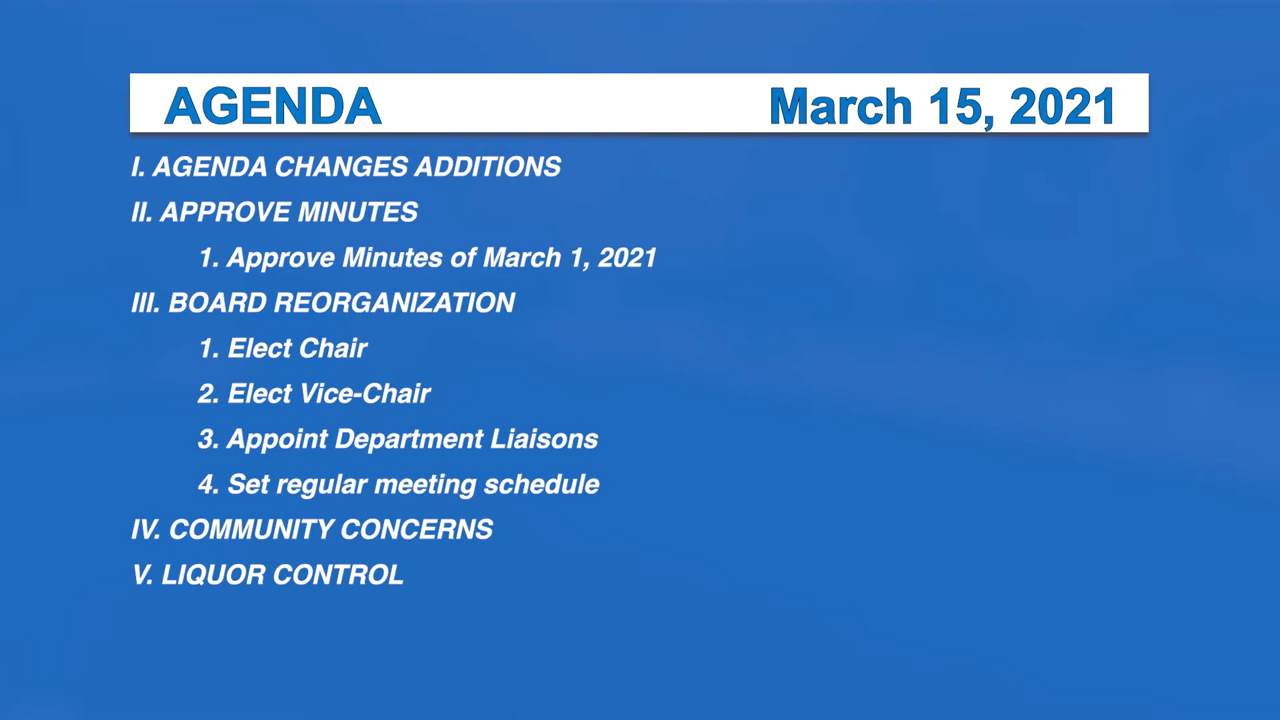 AGENDA March 15, 2021
I. AGENDA CHANGES ADDITIONS
II. APPROVE MINUTES
1. Approve Minutes of March 1, 2021
III. BOARD REORGANIZATION
1. Elect Chair
2. Elect Vice-Chair
3. Appoint Department Liaisons
4. Set regular meeting schedule
IV. COMMUNITY CONCERNS
V. LIQUOR CONTROL